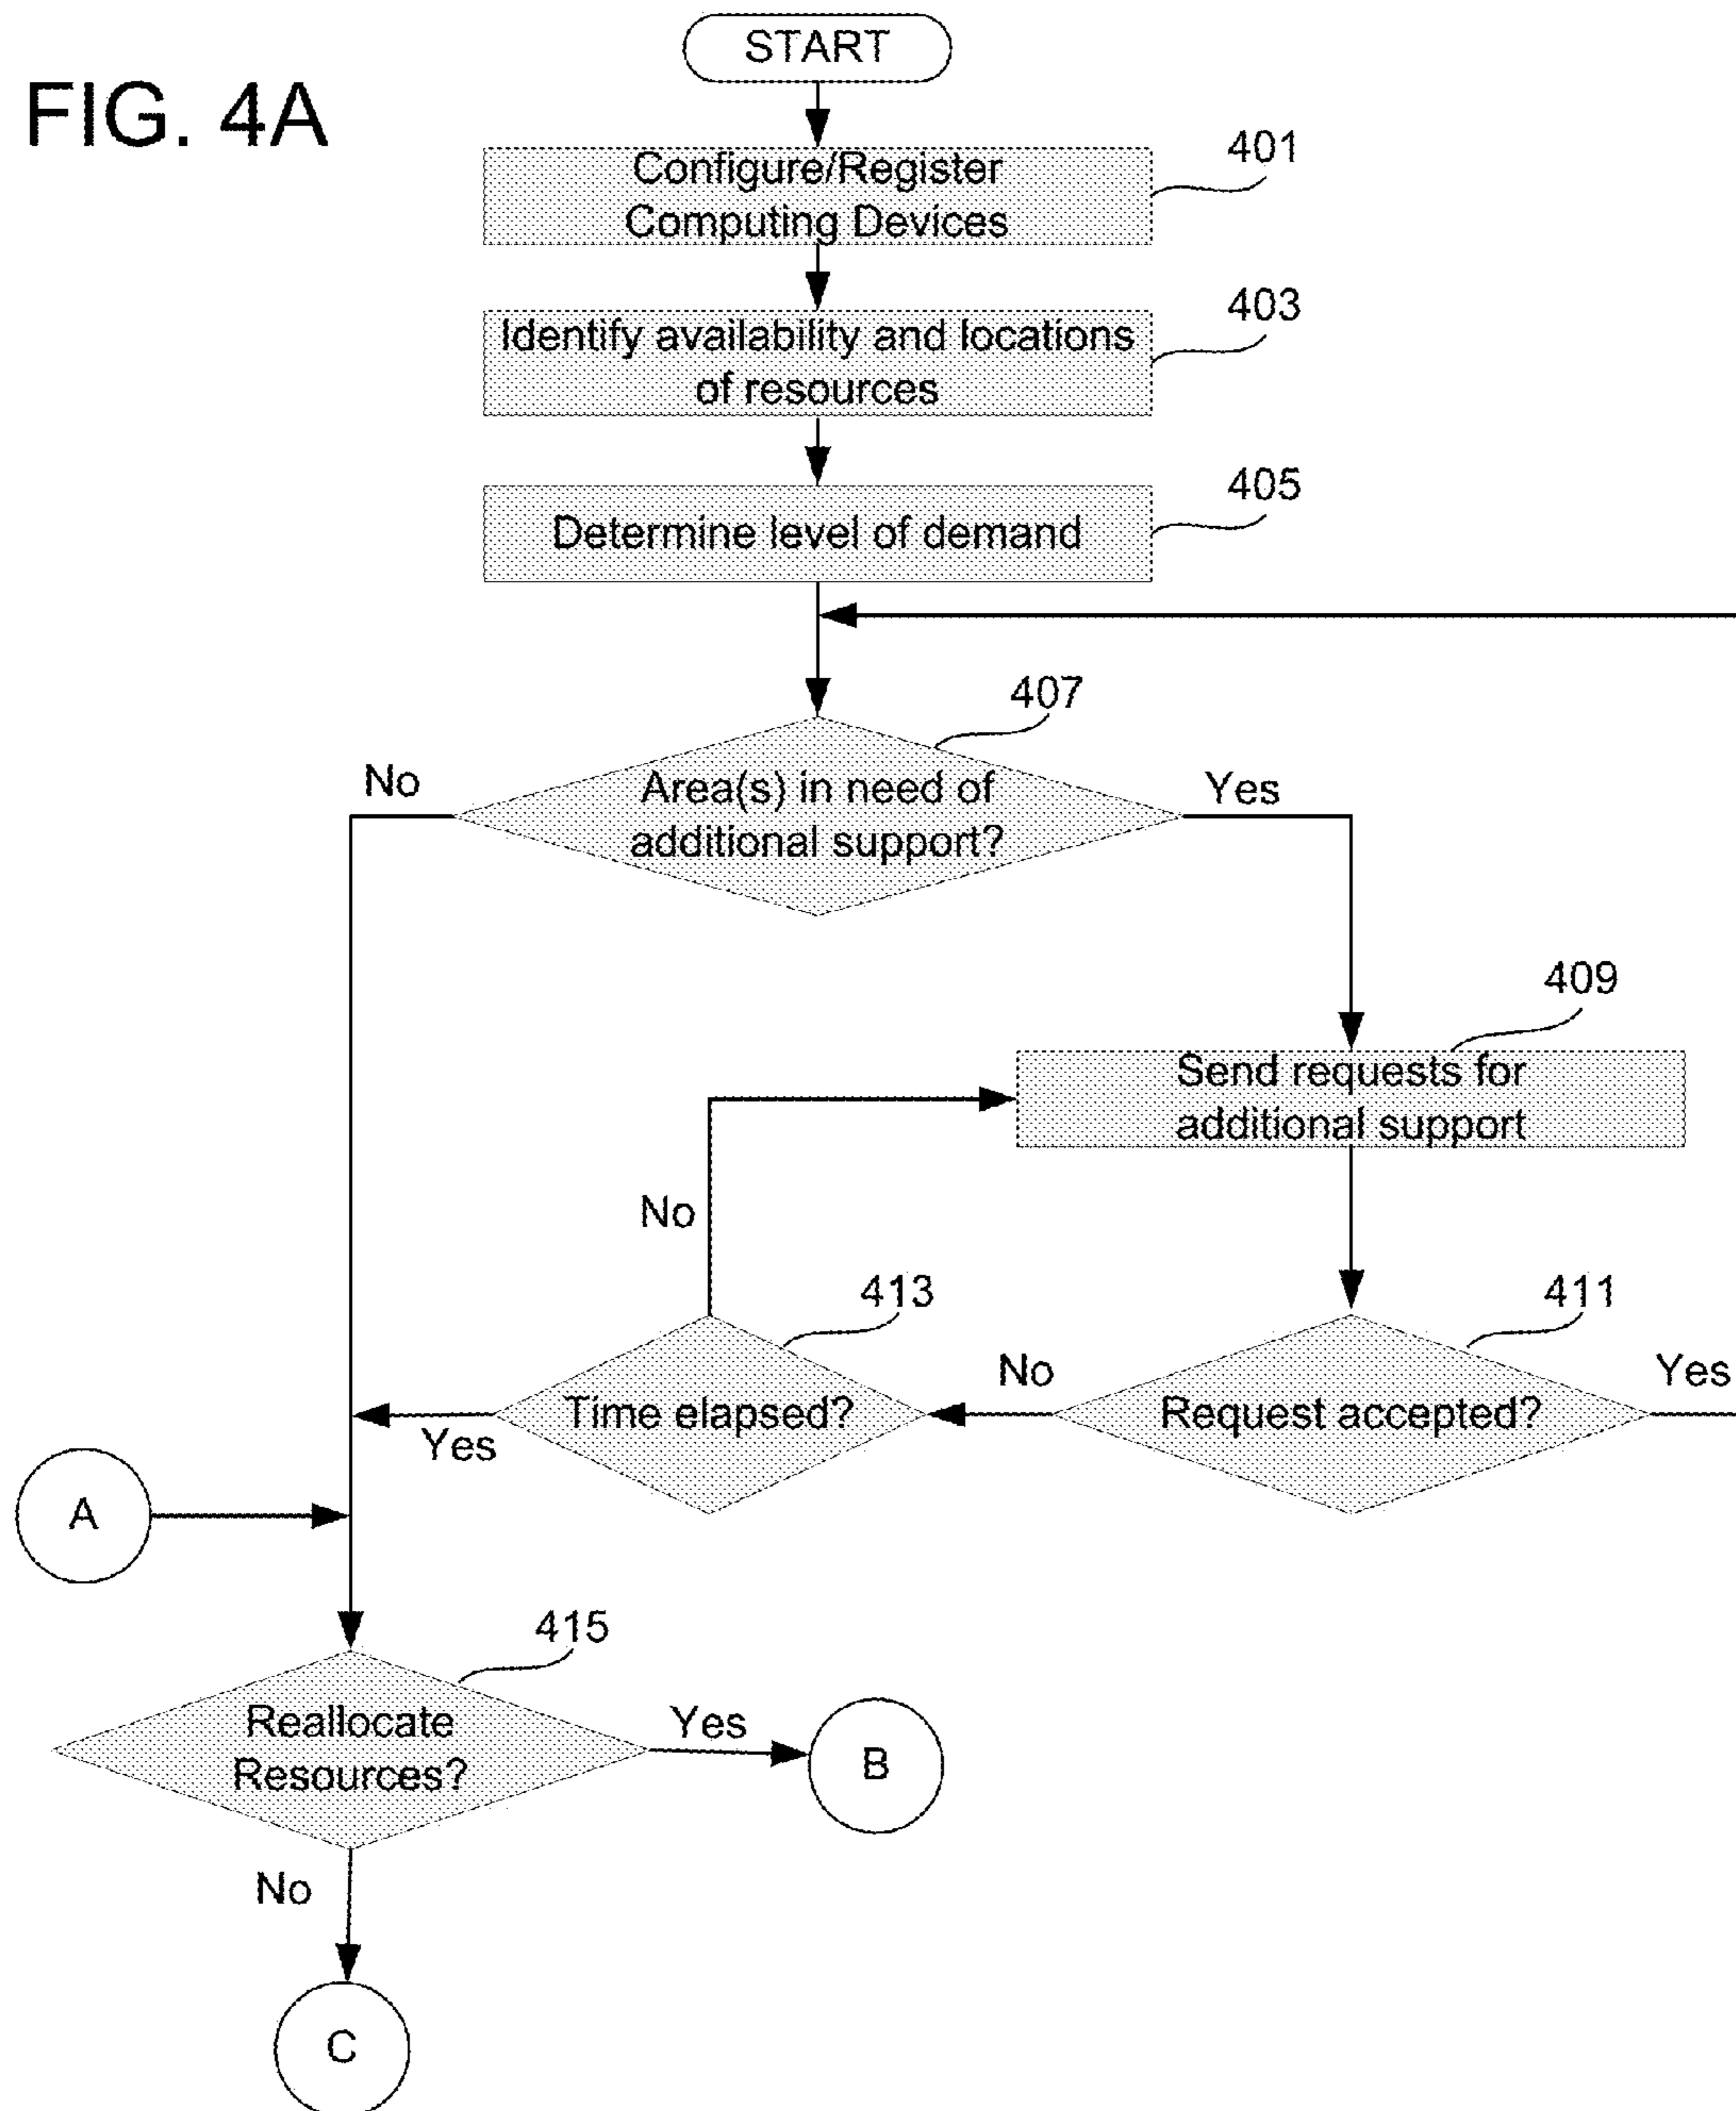 START
FIG. 4A
Configure/Register
Computing Devices
401
Identify availability and locations
of resources
403
Determine level of demand
405
407
No
Area(s) in need of
additional support?
Yes
409
Send requests for
additional support
No
413
411
Time elapsed?
No
Request accepted?
Yes
Yes
A
415
Reallocate
Resources?
Yes
B
No
C